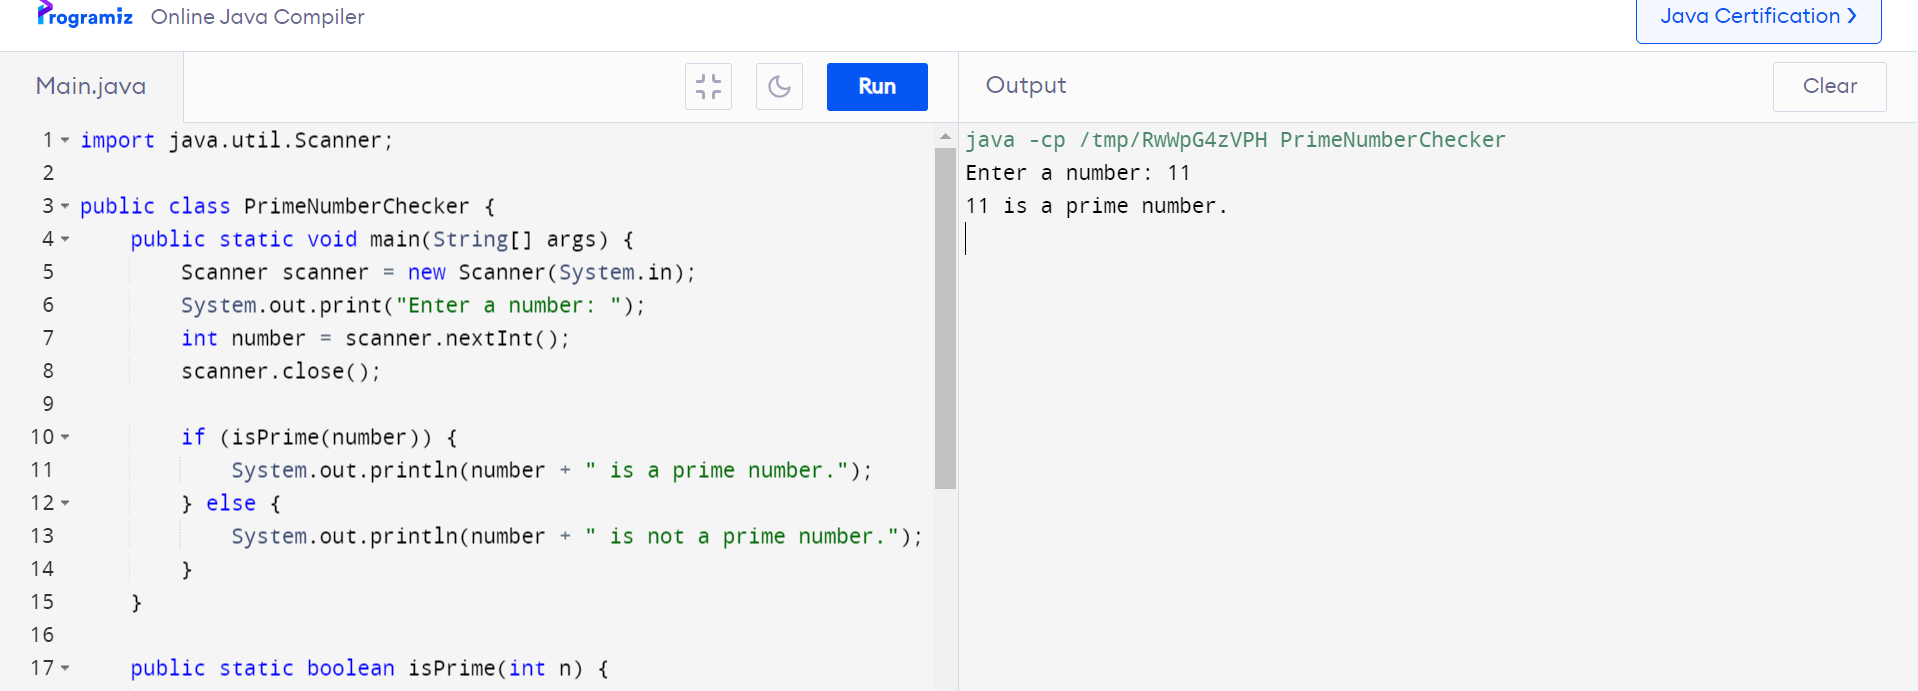 Programiz Online Java Compiler
Java Certification ❯
Main.java
Run
Output
Clear
1 import java.util.Scanner;
2
3 public class PrimeNumberChecker {
4     public static void main(String[] args) {
5         Scanner scanner = new Scanner(System.in);
6         System.out.print("Enter a number: ");
7         int number = scanner.nextInt();
8         scanner.close();
9
10         if (isPrime(number)) {
11             System.out.println(number + " is a prime number.");
12         } else {
13             System.out.println(number + " is not a prime number.");
14         }
15     }
16
17     public static boolean isPrime(int n) {
java -cp /tmp/RwWpG4zVPH PrimeNumberChecker
Enter a number: 11
11 is a prime number.